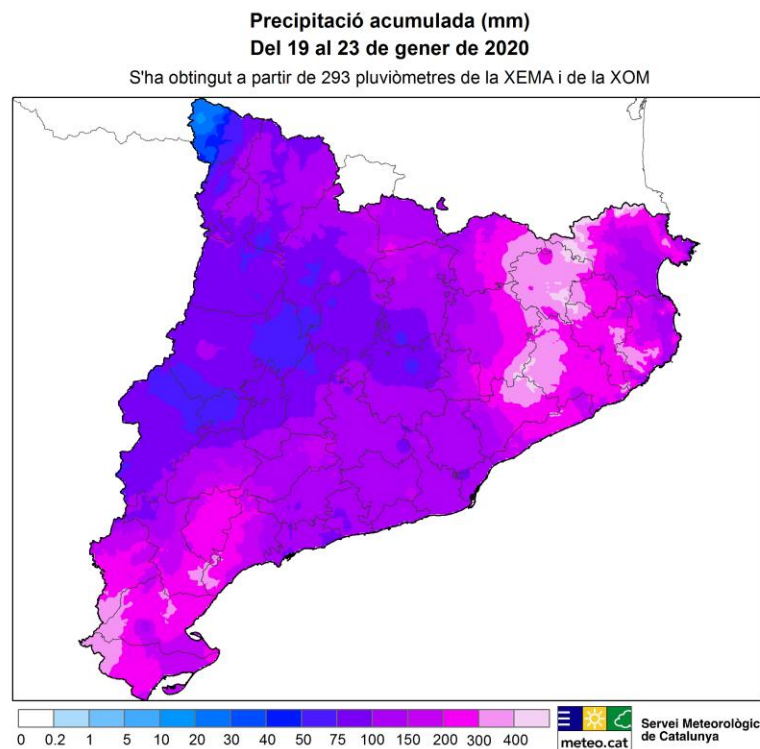 Precipitació acumulada (mm)
Del 19 al 23 de gener de 2020
S'ha obtingut a partir de 293 pluviòmetres de la XEMA i de la XOM
0 0.2 1 5 10 20 30 40 50 75 100 150 200 300 400
meteo.cat
Servei Meteorològic
de Catalunya